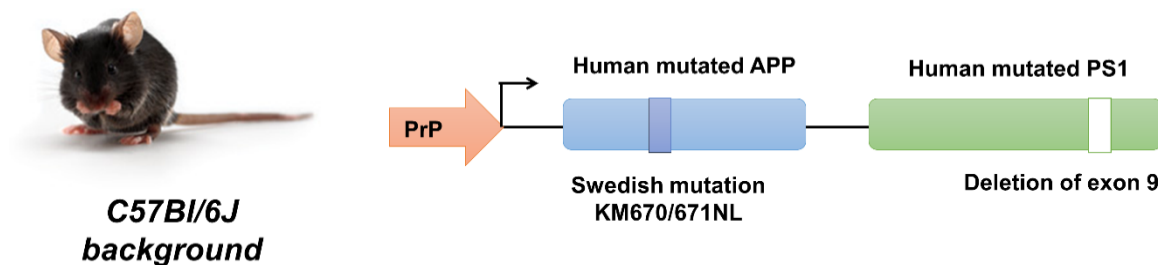 C57Bl/6J
background
PrP
Human mutated APP
Swedish mutation
KM670/671NL
Human mutated PS1
Deletion of exon 9